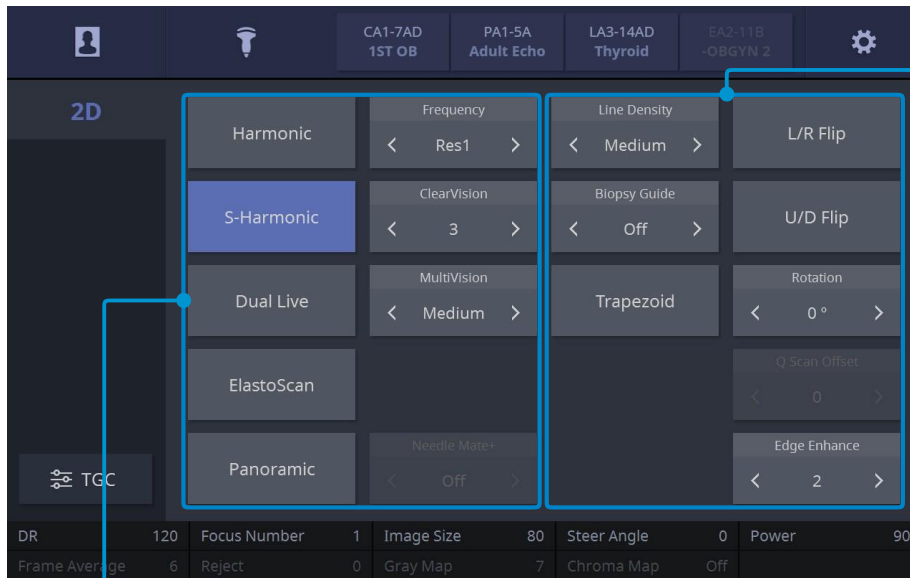 CA1-7AD
1ST OB
PA1-5A
Adult Echo
LA3-14AD
Thyroid
EA2-11B
-OBGYN 2
2D
Harmonic
Frequency
Res1
Line Density
Medium
L/R Flip
S-Harmonic
ClearVision
3
Biopsy Guide
Off
U/D Flip
Dual Live
MultiVision
Medium
Trapezoid
Rotation
0 °
ElastoScan
Q Scan Offset
0
Panoramic
Needle Mate+
Off
Edge Enhance
2
TGC
DR 120 Focus Number 1 Image Size 80 Steer Angle 0 Power 90
Frame Average 6 Reject 0 Gray Map 7 Chroma Map Off